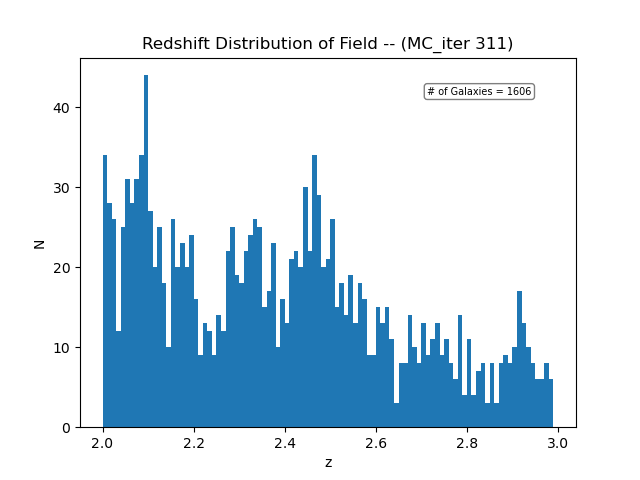 Redshift Distribution of Field -- (MC_iter 311)
# of Galaxies = 1606
40
30
20
10
0
N
2.0 2.2 2.4 2.6 2.8 3.0
z